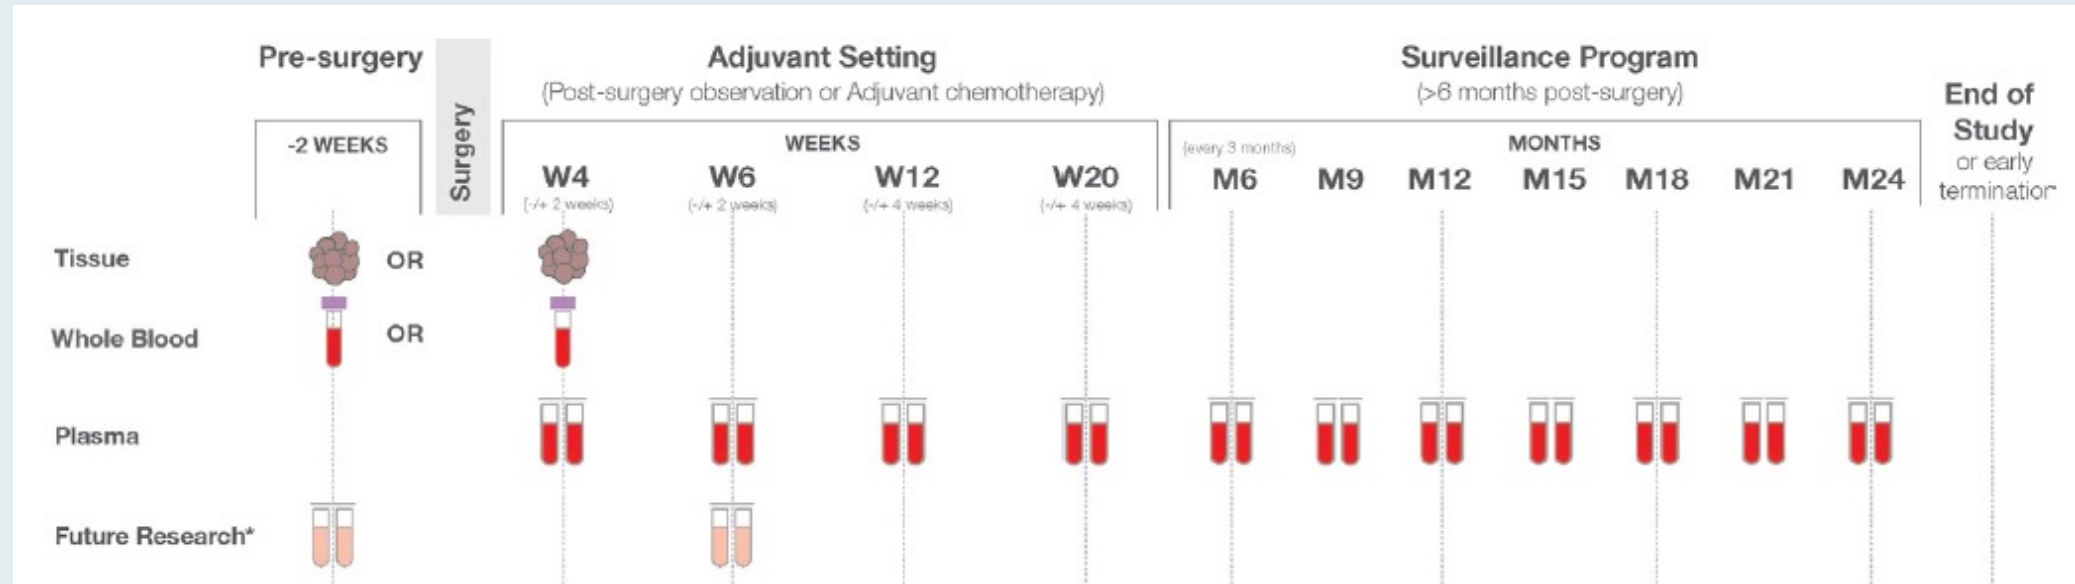 Pre-surgery
Surgery
Adjuvant Setting
(Post-surgery observation or Adjuvant chemotherapy)
Surveillance Program
(>6 months post-surgery)
End of
Study
or early
termination
-2 WEEKS
WEEKS
(every 3 months)
MONTHS
W4 W6 W12 W20 M6 M9 M12 M15 M18 M21 M24
(-/+ 2 weeks) (-/+ 2 weeks) (-/+ 4 weeks) (-/+ 4 weeks)
Tissue OR
Whole Blood OR
Plasma
Future Research*